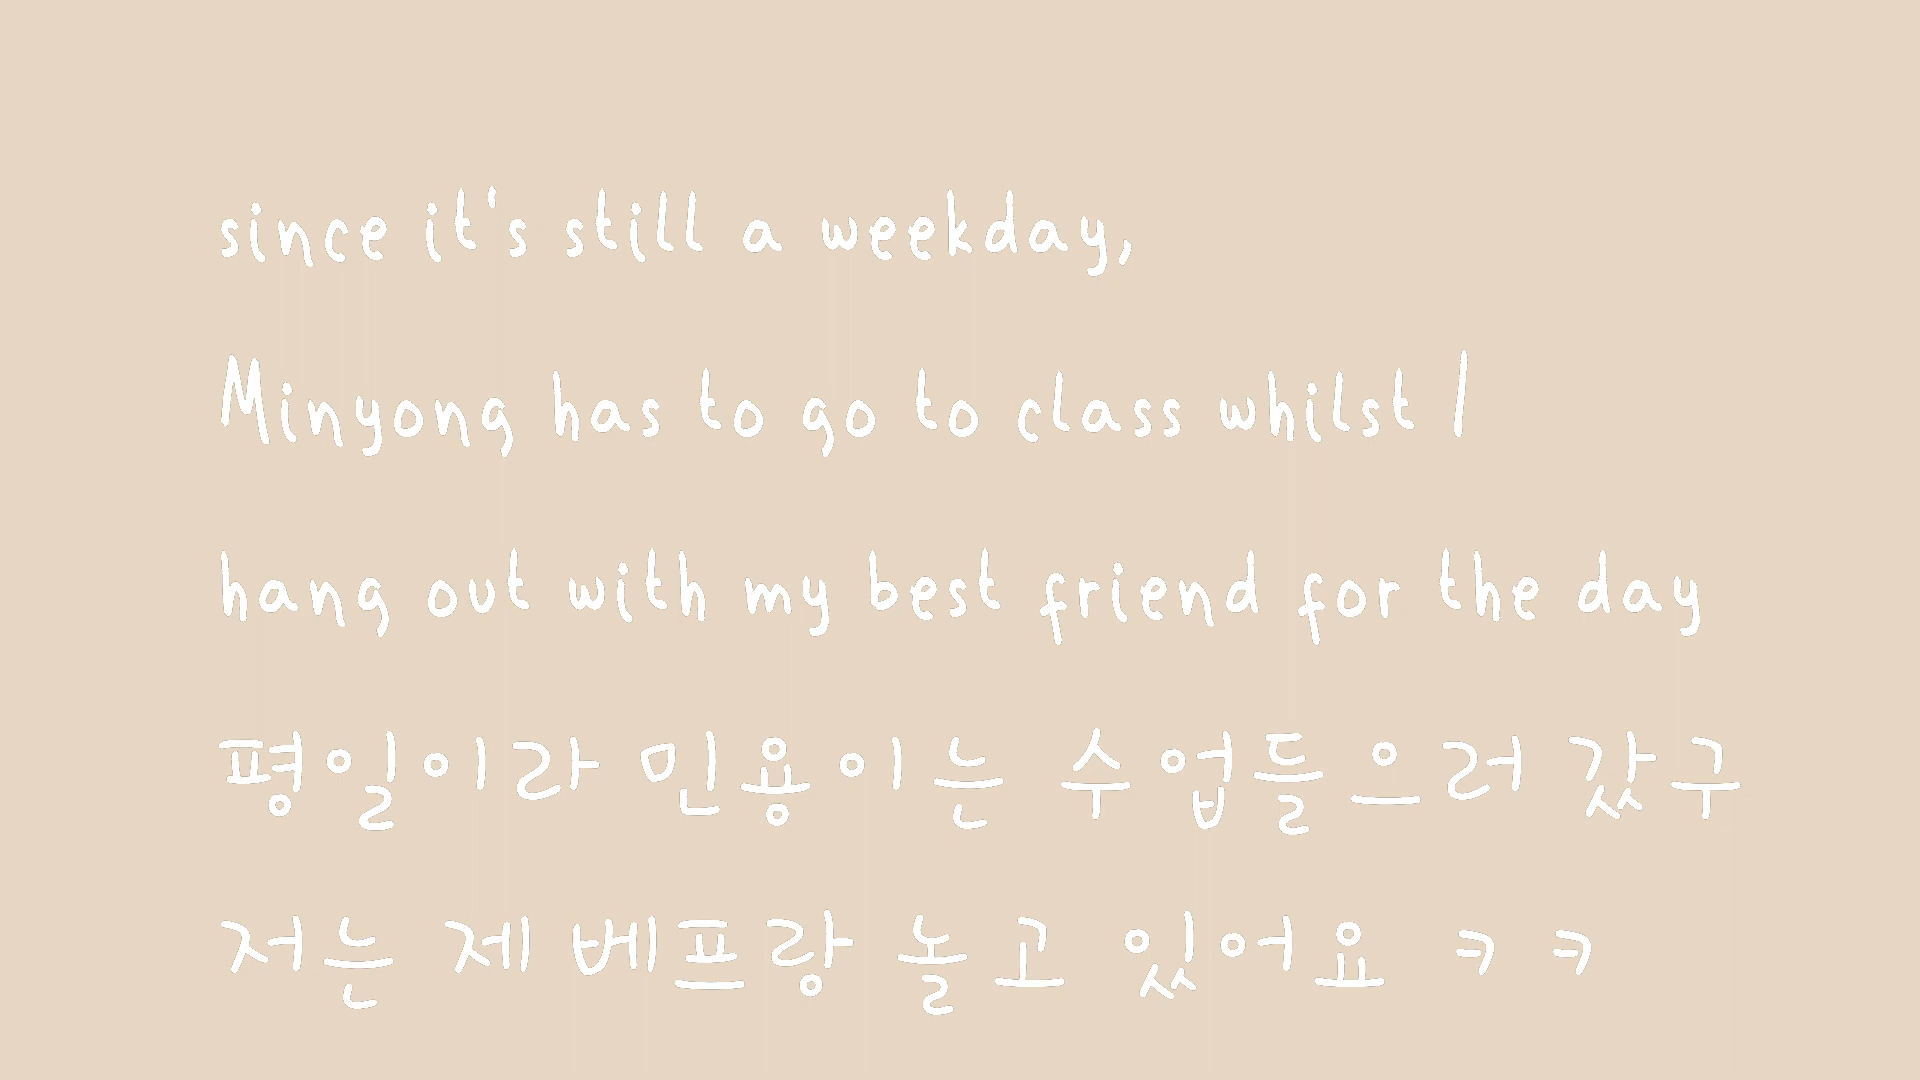 since it's still a weekday,
Minyong has to go to class whilst I
hang out with my best friend for the day
평일이라 민용이는 수업들으러 갔구
저는 제 베프랑 놀고 있어요 ㅋ ㅋ